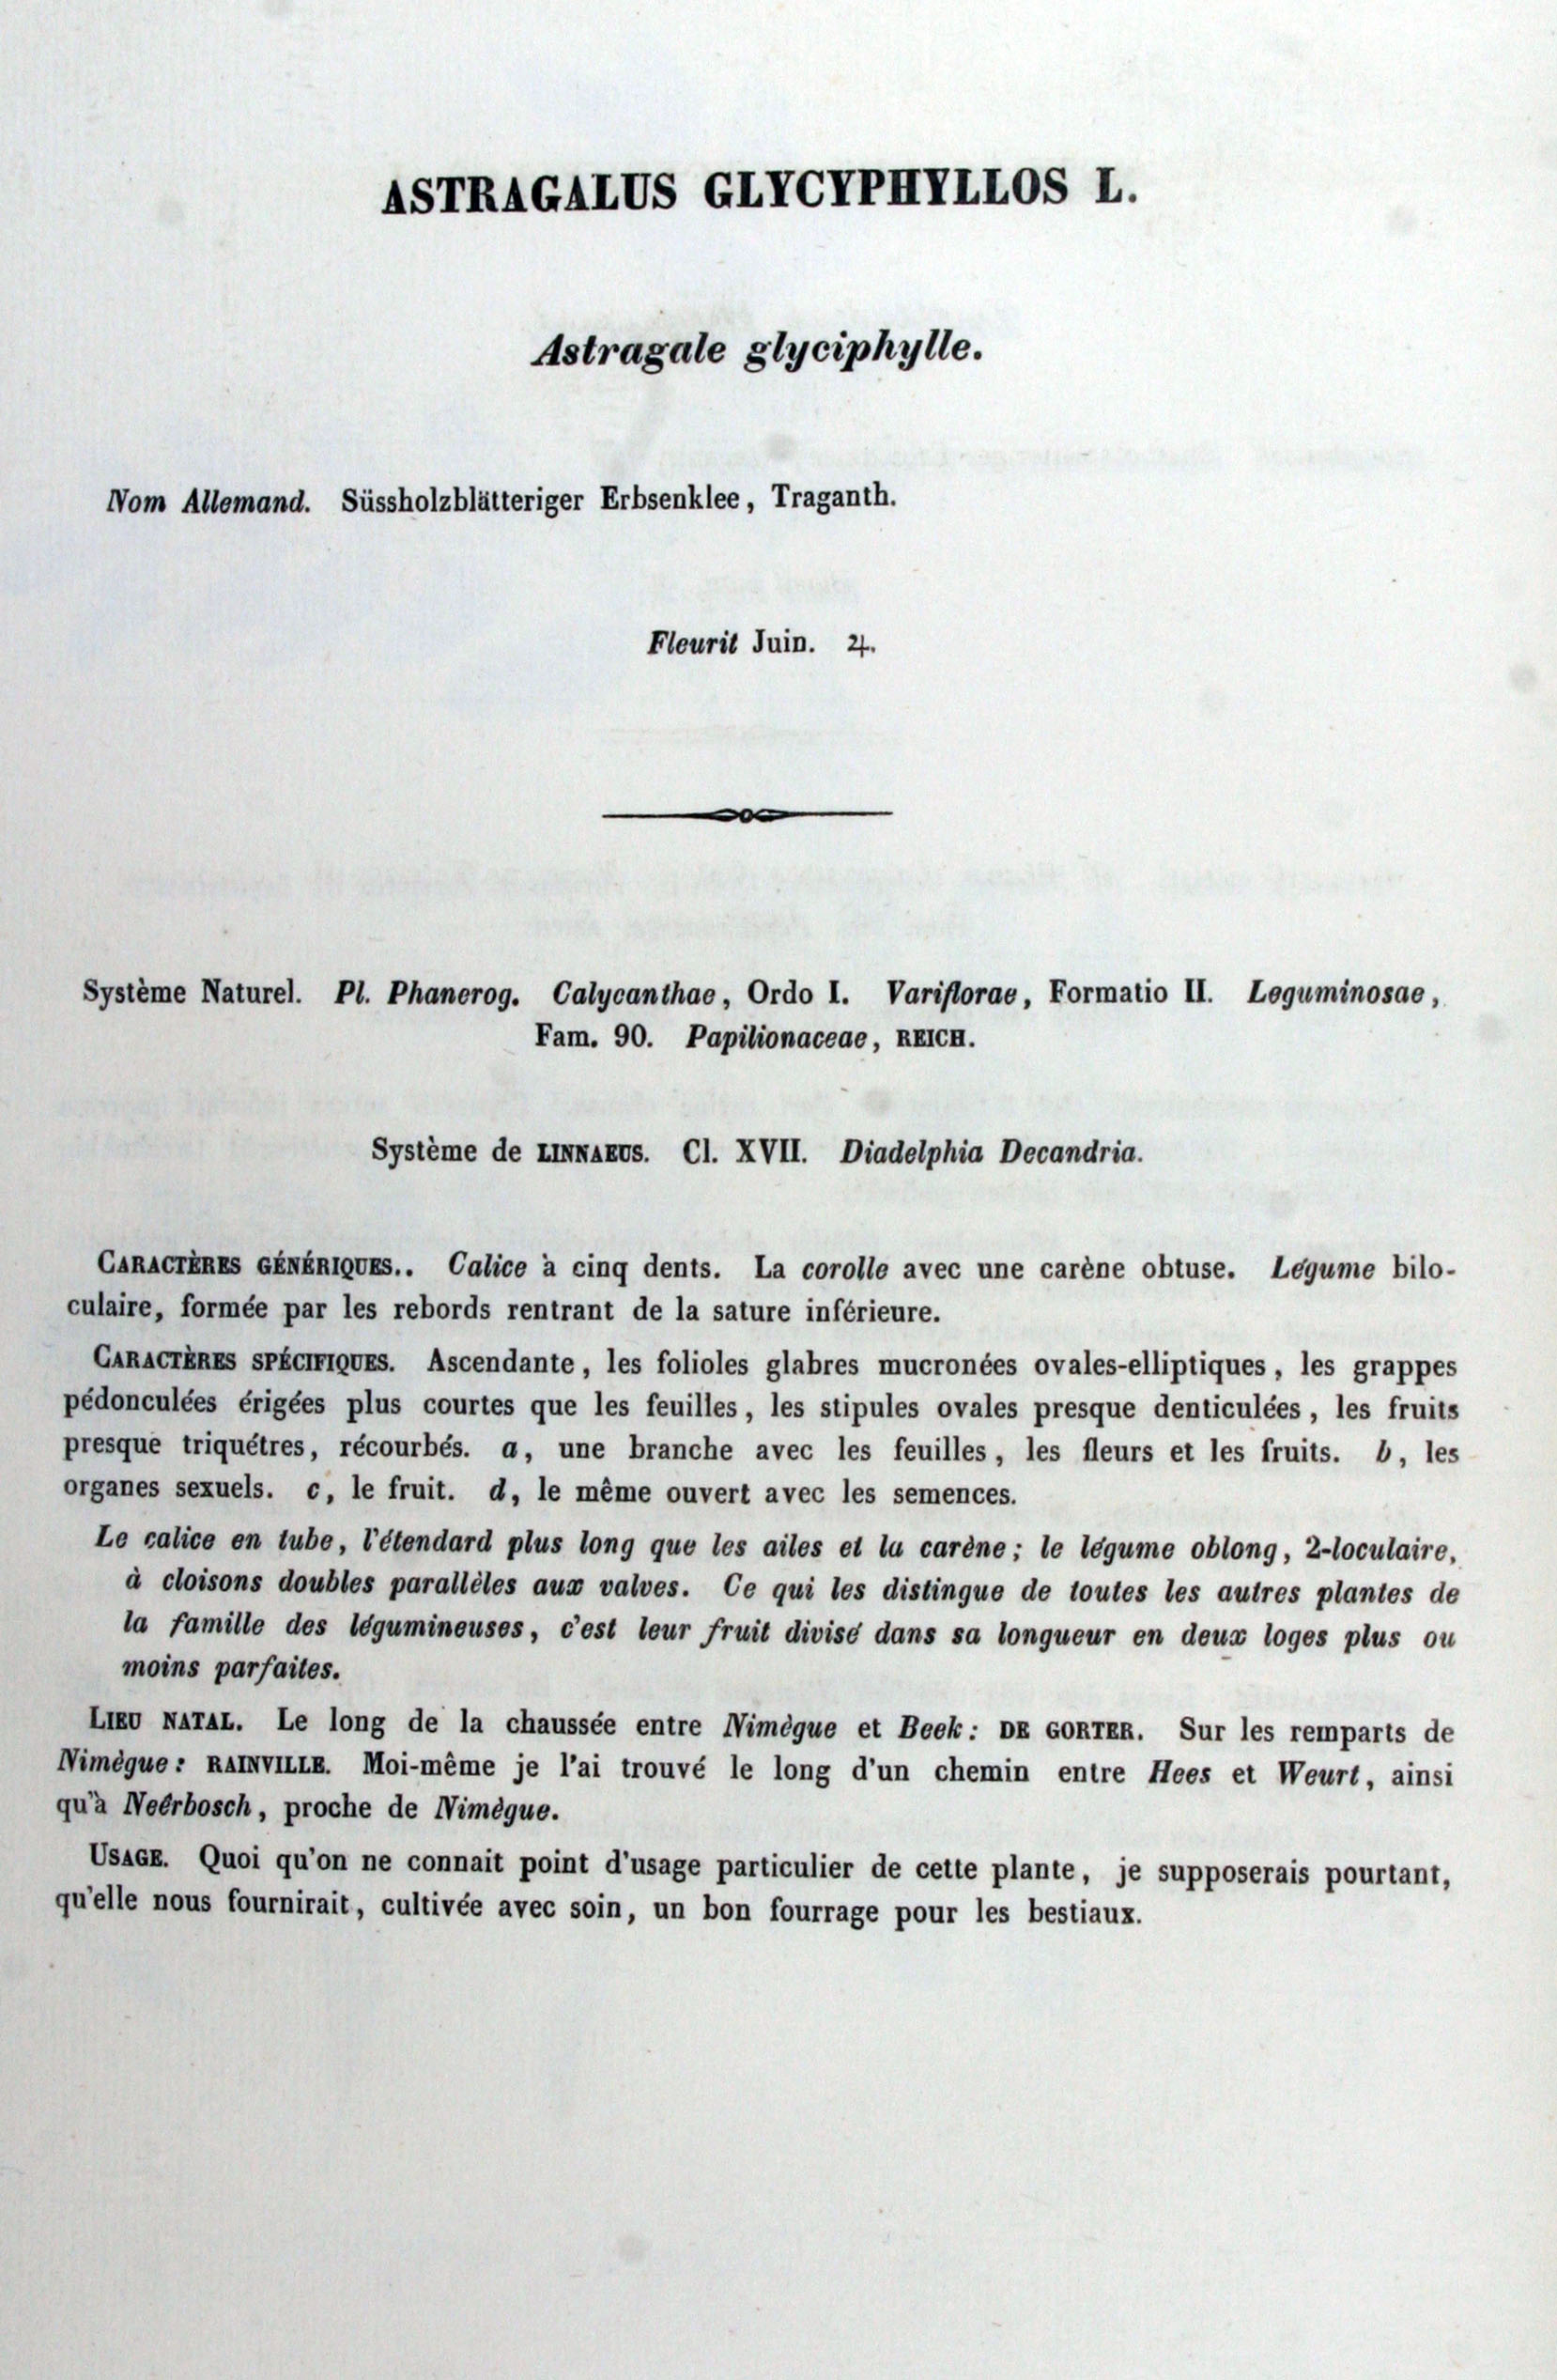 ASTRAGALUS GLYCYPHYLLOS L.
Astragale glyciphylle.
Nom Allemand. Süssholzblätteriger Erbsenklee, Traganth.
Fleurit Juin. ♃.
Système Naturel. Pl. Phanerog. Calycanthae, Ordo I. Variflorae, Formatio II. Leguminosae,
Fam. 90. Papilionaceae, REICH.
Système de LINNAEUS. Cl. XVII. Diadelphia Decandria.
CARACTÈRES GÉNÉRIQUES.. Calice à cinq dents. La corolle avec une carène obtuse. Légume bilo-
culaire, formée par les rebords rentrant de la sature inférieure.
CARACTÈRES SPÉCIFIQUES. Ascendante, les folioles glabres mucronées ovales-elliptiques, les grappes
pédonculées érigées plus courtes que les feuilles, les stipules ovales presque denticulées, les fruits
presque triquétres, récourbés. a, une branche avec les feuilles, les fleurs et les fruits. b, les
organes sexuels. c, le fruit. d, le même ouvert avec les semences.
Le calice en tube, l'étendard plus long que les ailes et la carène; le légume oblong, 2-loculaire,
à cloisons doubles parallèles aux valves. Ce qui les distingue de toutes les autres plantes de
la famille des légumineuses, c'est leur fruit divisé dans sa longueur en deux loges plus ou
moins parfaites.
LIEU NATAL. Le long de la chaussée entre Nimègue et Beek: DE GORTER. Sur les remparts de
Nimègue: RAINVILLE. Moi-même je l'ai trouvé le long d'un chemin entre Hees et Weurt, ainsi
qu'à Neêrbosch, proche de Nimègue.
USAGE. Quoi qu'on ne connait point d'usage particulier de cette plante, je supposerais pourtant,
qu'elle nous fournirait, cultivée avec soin, un bon fourrage pour les bestiaux.